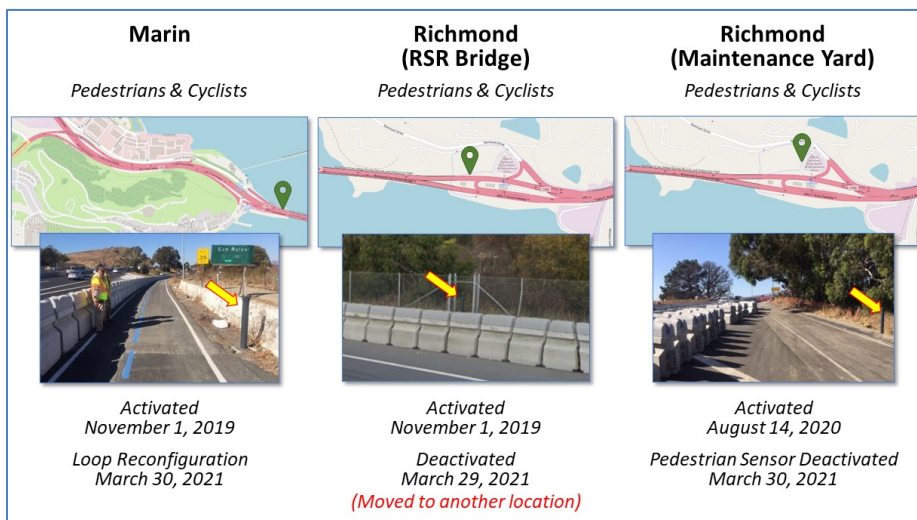 Marin
Pedestrians & Cyclists
Activated
November 1, 2019
Loop Reconfiguration
March 30, 2021
Richmond
(RSR Bridge)
Pedestrians & Cyclists
Activated
November 1, 2019
Deactivated
March 29, 2021
(Moved to another location)
Richmond
(Maintenance Yard)
Pedestrians & Cyclists
Activated
August 14, 2020
Pedestrian Sensor Deactivated
March 30, 2021